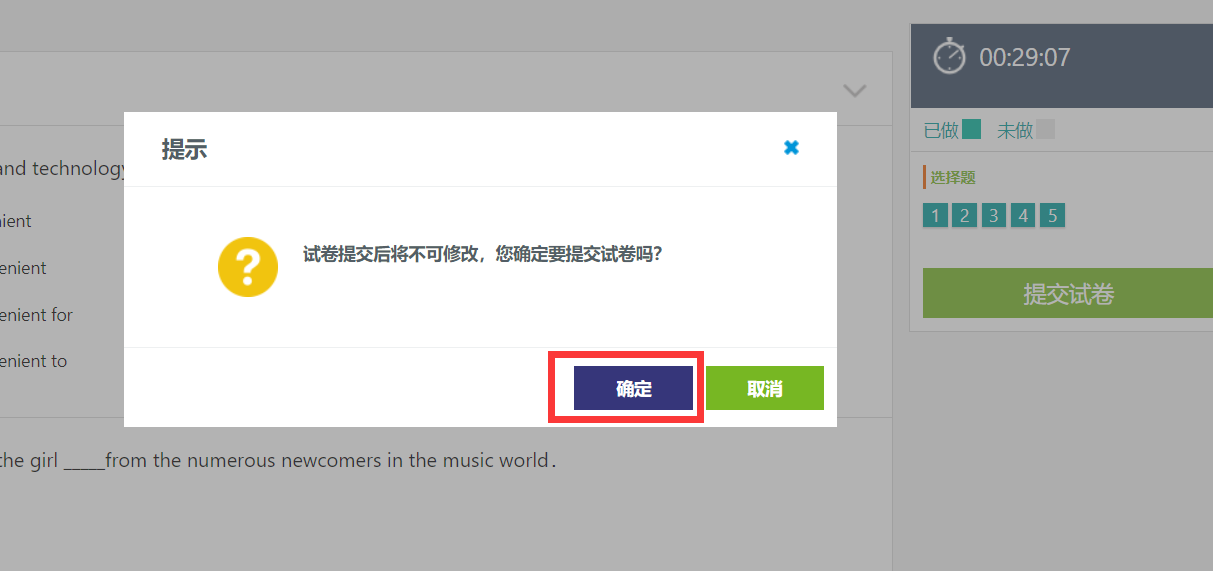 00:29:07
已做 未做
选择题
1 2 3 4 5
提交试卷
提示
试卷提交后将不可修改，您确定要提交试卷吗？
确定 取消
and technology
enient
enient for
enient to
the girl _____from the numerous newcomers in the music world.